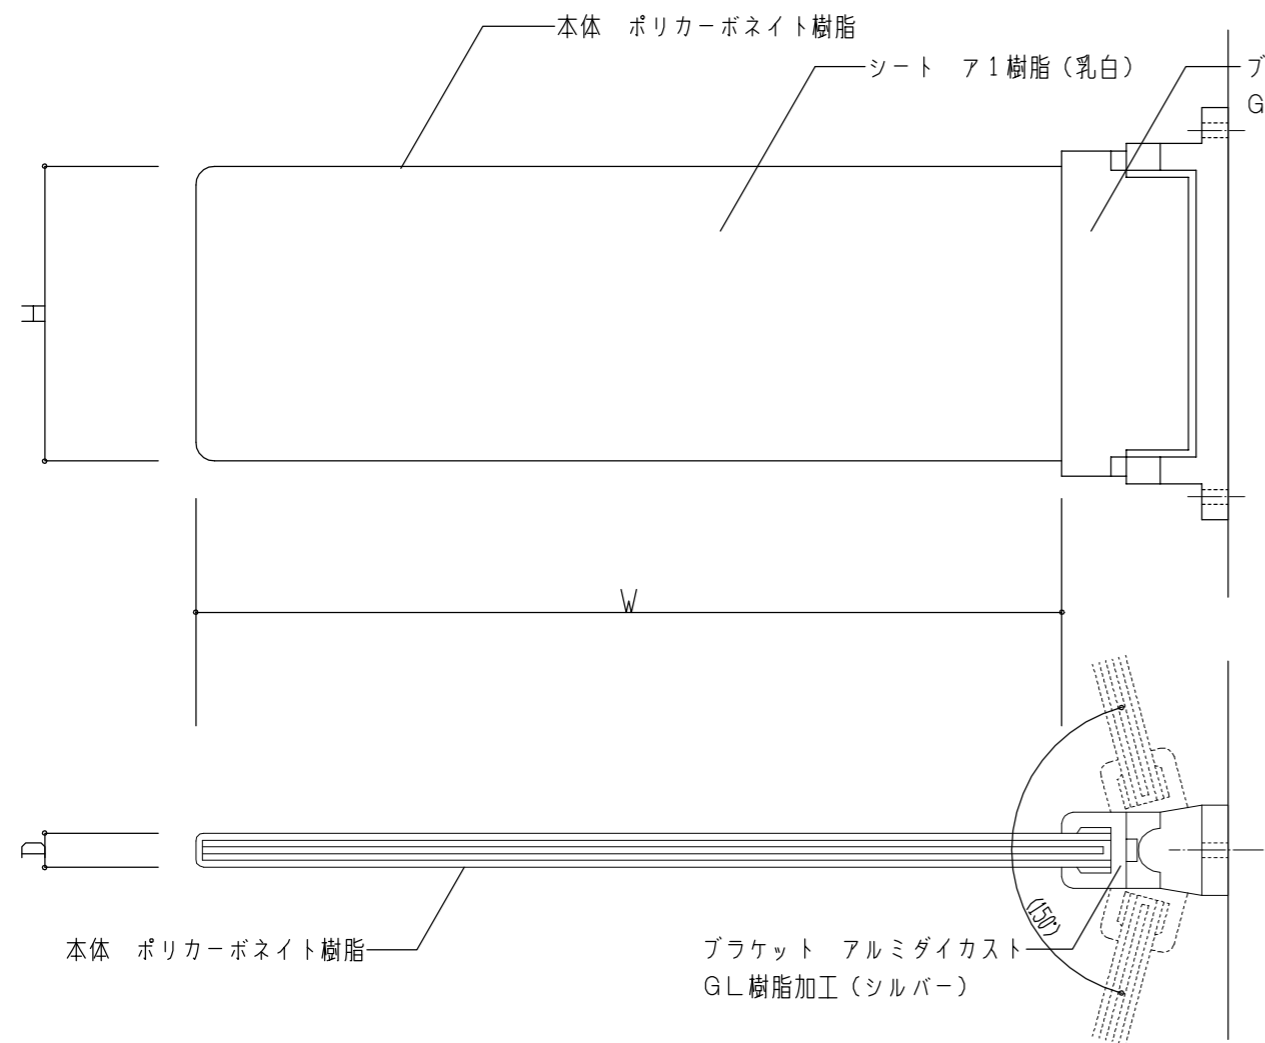 本体 ポリカーボネイト樹脂
シート ア1樹脂(乳白)
ブ
G
H
W
D
(150°)
本体 ポリカーボネイト樹脂
ブラケット アルミダイカスト
GL樹脂加工(シルバー)